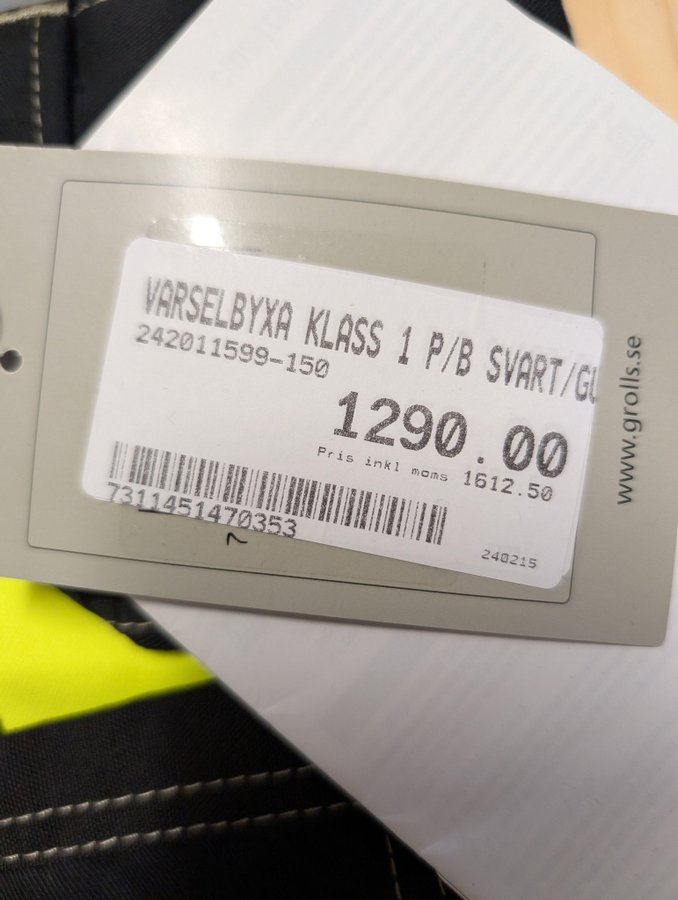 VARSELBYXA KLASS 1 P/B SVART/GU
242011599-150
1290.00
Pris inkl moms 1612.50
7311451470353
240215
www.grolls.se